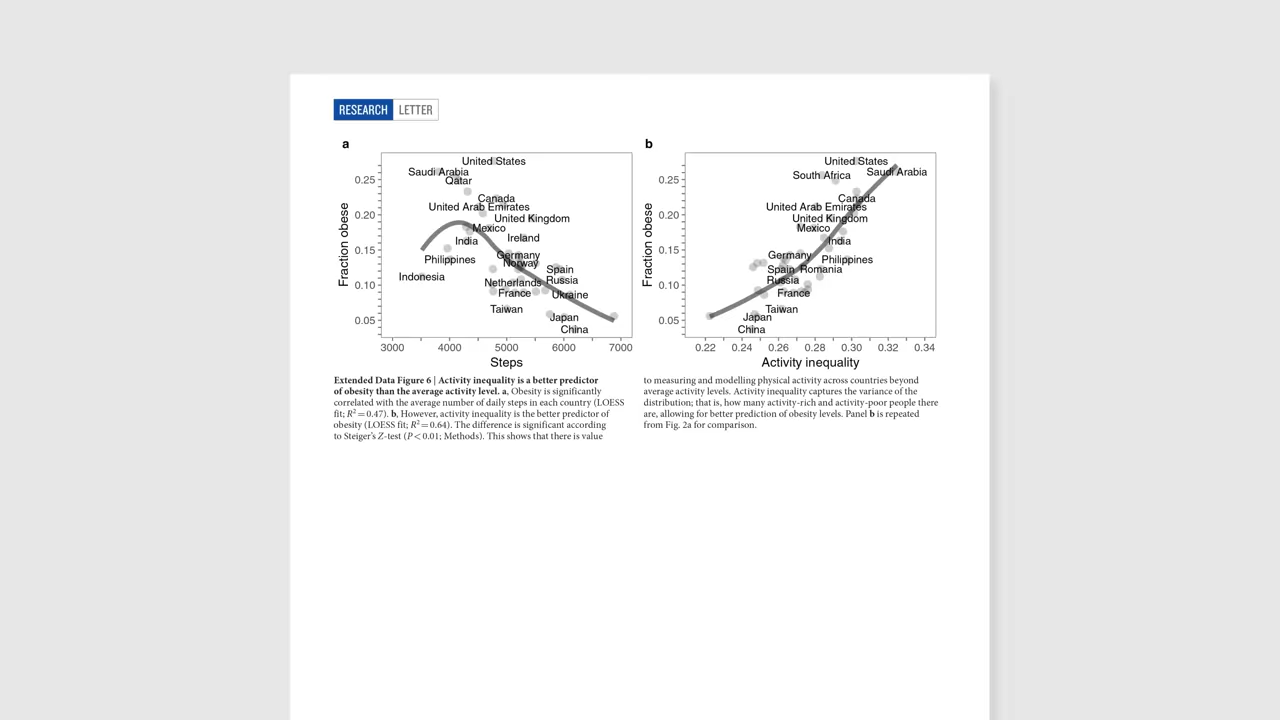 RESEARCH LETTER
a
United States
Saudi Arabia
Qatar
Canada
United Arab Emirates
United Kingdom
Mexico
Ireland
India
Germany
Philippines
Norway
Spain
Indonesia
Netherlands
Russia
France
Ukraine
Taiwan
Japan
China
Fraction obese
0.25
0.20
0.15
0.10
0.05
3000 4000 5000 6000 7000
Steps
b
United States
South Africa
Saudi Arabia
Canada
United Arab Emirates
United Kingdom
Mexico
India
Germany
Philippines
Spain
Romania
Russia
France
Taiwan
Japan
China
Fraction obese
0.25
0.20
0.15
0.10
0.05
0.22 0.24 0.26 0.28 0.30 0.32 0.34
Activity inequality
Extended Data Figure 6 | Activity inequality is a better predictor
of obesity than the average activity level. a, Obesity is significantly
correlated with the average number of daily steps in each country (LOESS
fit; R² = 0.47). b, However, activity inequality is the better predictor of
obesity (LOESS fit; R² = 0.64). The difference is significant according
to Steiger's Z-test (P < 0.01; Methods). This shows that there is value
to measuring and modelling physical activity across countries beyond
average activity levels. Activity inequality captures the variance of the
distribution; that is, how many activity-rich and activity-poor people there
are, allowing for better prediction of obesity levels. Panel b is repeated
from Fig. 2a for comparison.